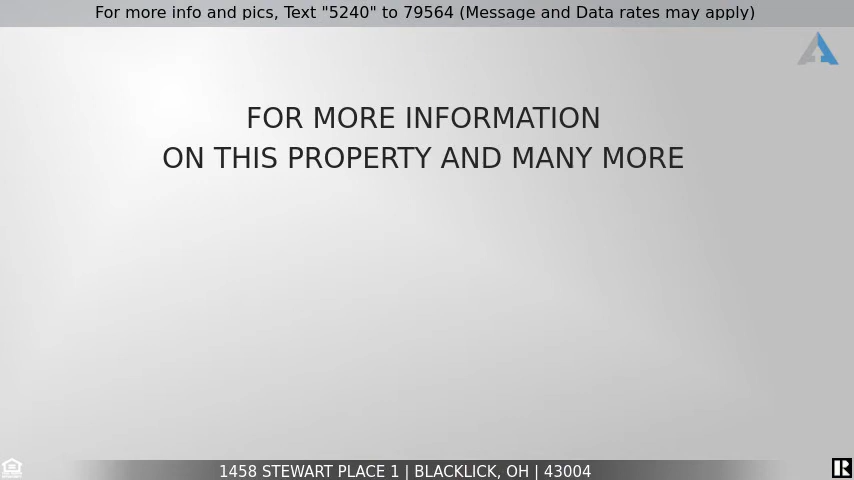 For more info and pics, Text "5240" to 79564 (Message and Data rates may apply)
FOR MORE INFORMATION
ON THIS PROPERTY AND MANY MORE
1458 STEWART PLACE 1 | BLACKLICK, OH | 43004